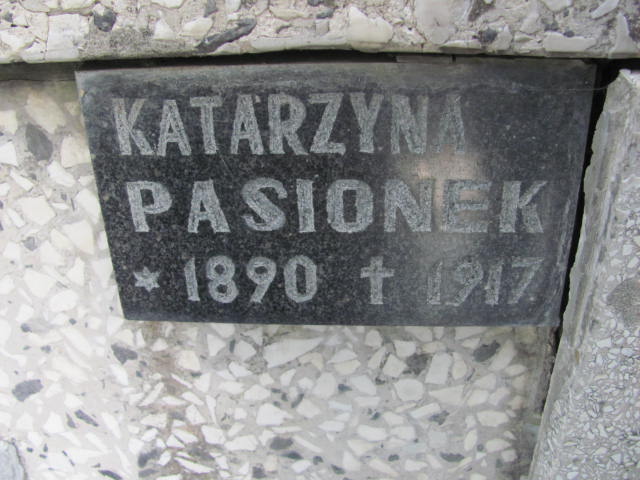 KATARZYNA
PASIONEK
* 1890 † 1917